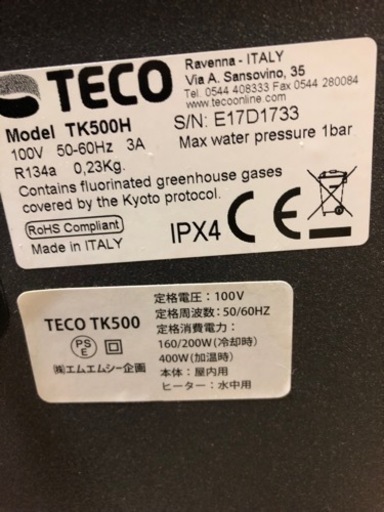 TECO
Ravenna - ITALY
Via A. Sansovino, 35
Tel 0544 408333 Fax 0544 280084
www.tecoonline.com
Model TK500H
S/N: E17D1733
100V 50-60Hz 3A
Max water pressure 1bar
R134a 0,23Kg.
Contains fluorinated greenhouse gases
covered by the Kyoto protocol.
RoHS Compliant
Made in ITALY
IPX4 CE
TECO TK500
PS
E
㈱エムエムシー企画
定格電圧:100V
定格周波数:50/60HZ
定格消費電力:
160/200W(冷却時)
400W(加温時)
本体:屋内用
ヒーター:水中用